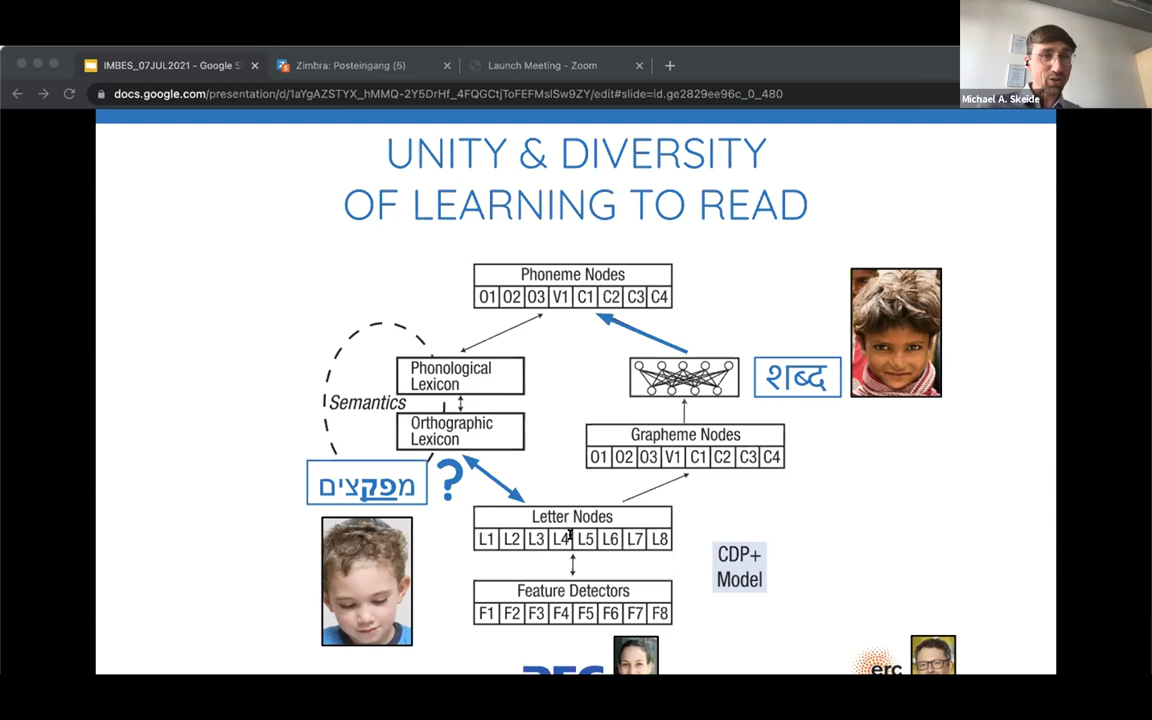 IMBES_07JUL2021 - Google S
Zimbra: Posteingang (5)
Launch Meeting - Zoom
docs.google.com/presentation/d/1aYgAZSTYX_hMMQ-2Y5DrHf_4FQGCtjToFEFMslSw9ZY/edit#slide=id.ge2829ee96c_0_480
Michael A. Skeide
UNITY & DIVERSITY
OF LEARNING TO READ
Phoneme Nodes
O1 O2 O3 V1 C1 C2 C3 C4
Phonological
Lexicon
शब्द
Semantics
Orthographic
Lexicon
Grapheme Nodes
O1 O2 O3 V1 C1 C2 C3 C4
מפקצים
?
Letter Nodes
L1 L2 L3 L4 L5 L6 L7 L8
CDP+
Model
Feature Detectors
F1 F2 F3 F4 F5 F6 F7 F8
erc